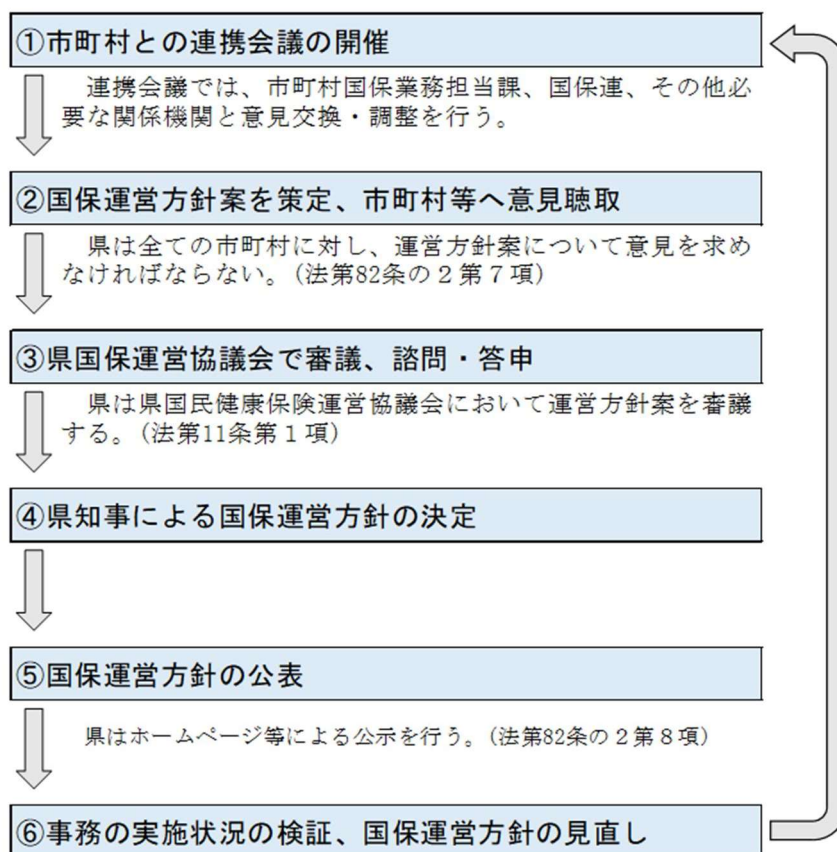 ①市町村との連携会議の開催
連携会議では、市町村国保業務担当課、国保連、その他必
要な関係機関と意見交換・調整を行う。
②国保運営方針案を策定、市町村等へ意見聴取
県は全ての市町村に対し、運営方針案について意見を求め
なければならない。(法第82条の２第７項)
③県国保運営協議会で審議、諮問・答申
県は県国民健康保険運営協議会において運営方針案を審議
する。(法第11条第１項)
④県知事による国保運営方針の決定
⑤国保運営方針の公表
県はホームページ等による公示を行う。(法第82条の２第８項)
⑥事務の実施状況の検証、国保運営方針の見直し